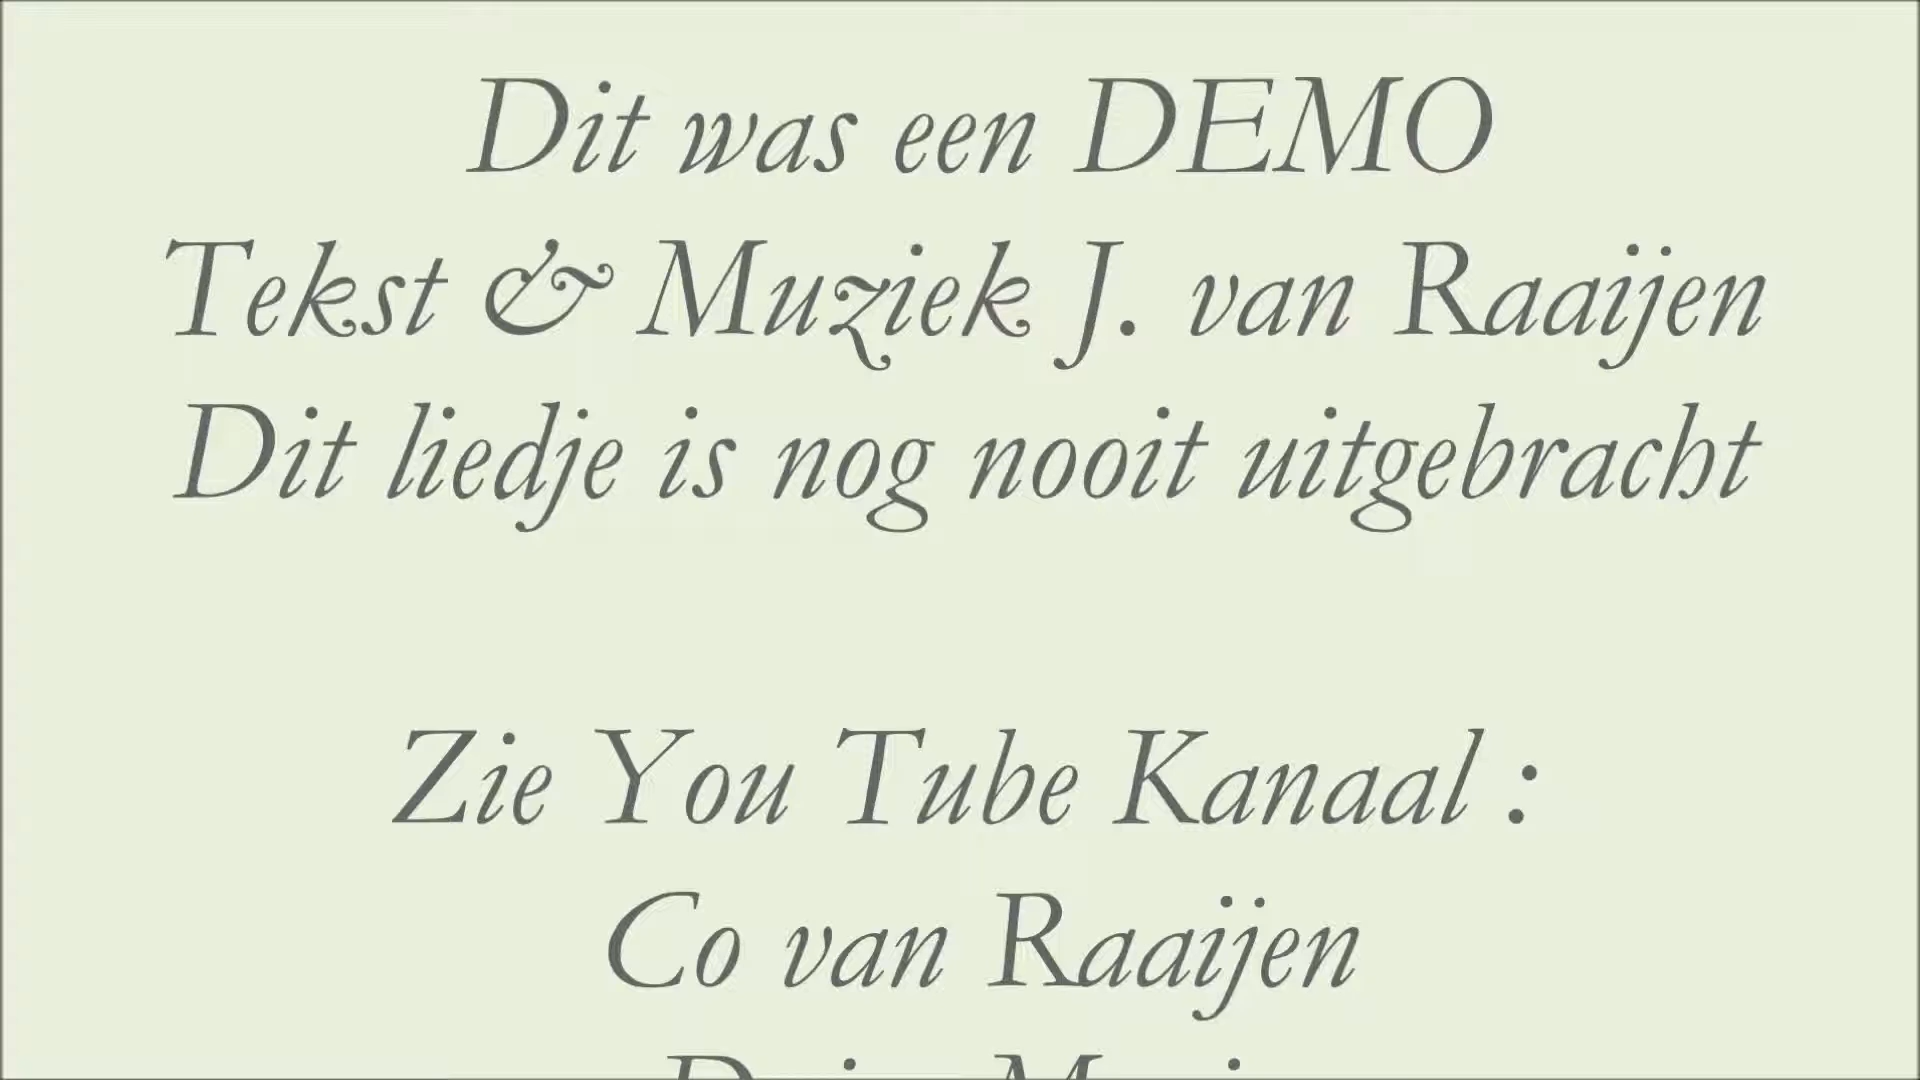 Dit was een DEMO
Tekst & Muziek J. van Raaijen
Dit liedje is nog nooit uitgebracht
Zie You Tube Kanaal :
Co van Raaijen